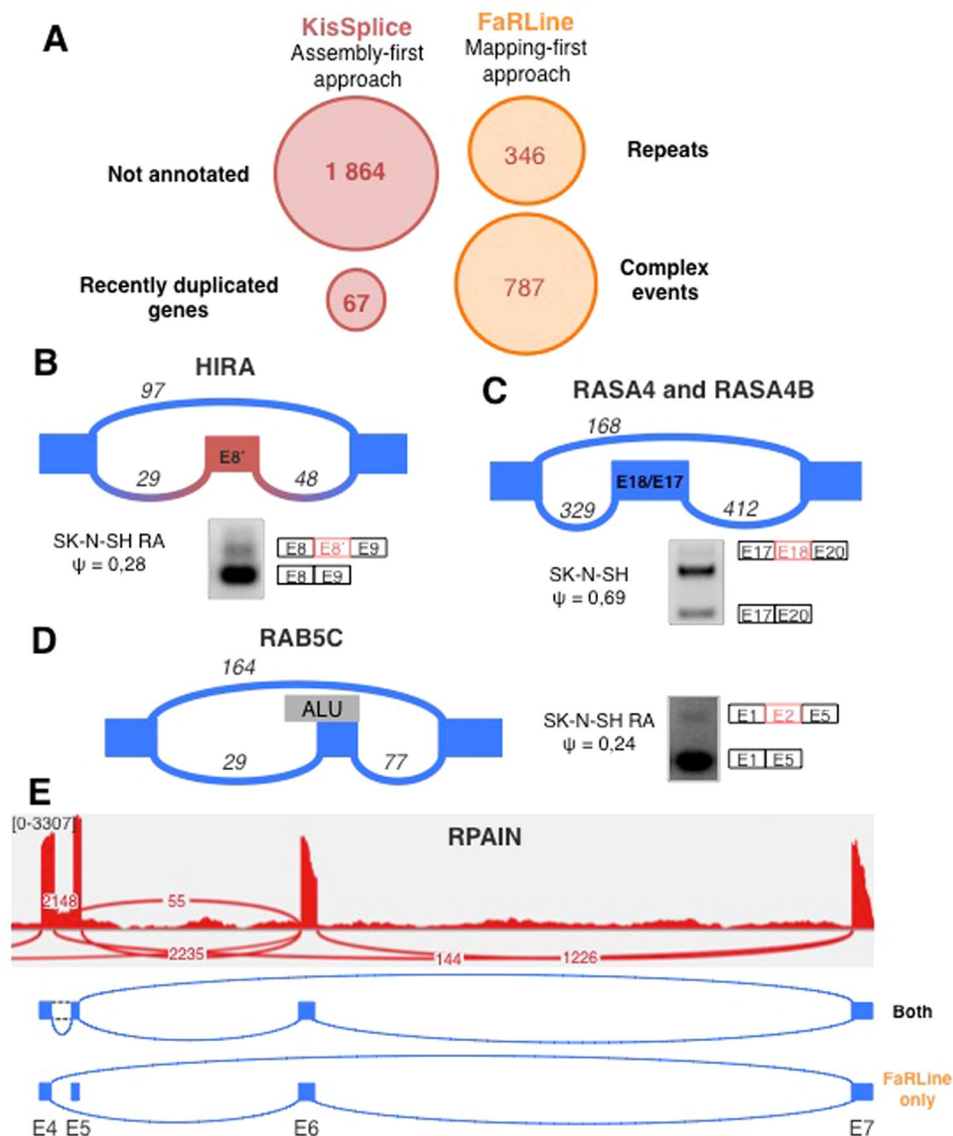 A
KisSplice
Assembly-first
approach
FaRLine
Mapping-first
approach
Not annotated
1 864
346
Repeats
Recently duplicated
genes
67
787
Complex
events
B
HIRA
97
E8'
29
48
SK-N-SH RA
ψ = 0,28
E8 E8' E9
E8 E9
C
RASA4 and RASA4B
168
E18/E17
329
412
SK-N-SH
ψ = 0,69
E17 E18 E20
E17 E20
D
RAB5C
164
ALU
29
77
SK-N-SH RA
ψ = 0,24
E1 E2 E5
E1 E5
E
[0-3307]
RPAIN
2148
55
2235
144
1226
Both
FaRLine
only
E4 E5 E6 E7